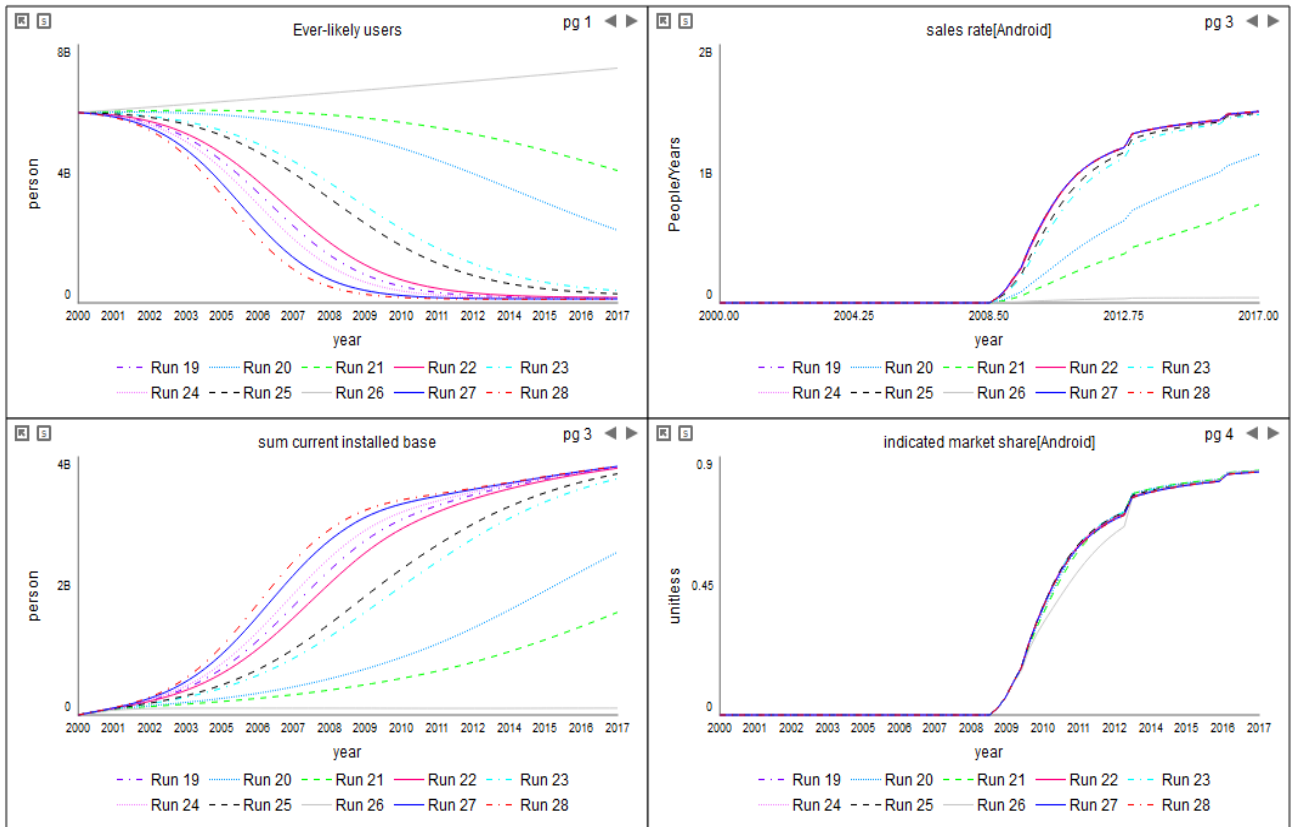 S
pg 1
Ever-likely users
8B
4B
0
person
2000 2001 2002 2003 2005 2006 2007 2008 2009 2010 2011 2012 2014 2015 2016 2017
year
Run 19 Run 20 Run 21 Run 22 Run 23
Run 24 Run 25 Run 26 Run 27 Run 28
S
pg 3
sales rate[Android]
2B
1B
0
People/Years
2000.00 2004.25 2008.50 2012.75 2017.00
year
Run 19 Run 20 Run 21 Run 22 Run 23
Run 24 Run 25 Run 26 Run 27 Run 28
S
pg 3
sum current installed base
4B
2B
0
person
2000 2001 2002 2003 2005 2006 2007 2008 2009 2010 2011 2012 2014 2015 2016 2017
year
Run 19 Run 20 Run 21 Run 22 Run 23
Run 24 Run 25 Run 26 Run 27 Run 28
S
pg 4
indicated market share[Android]
0.9
0.45
0
unitless
2000 2001 2002 2003 2005 2006 2007 2008 2009 2010 2011 2012 2014 2015 2016 2017
year
Run 19 Run 20 Run 21 Run 22 Run 23
Run 24 Run 25 Run 26 Run 27 Run 28